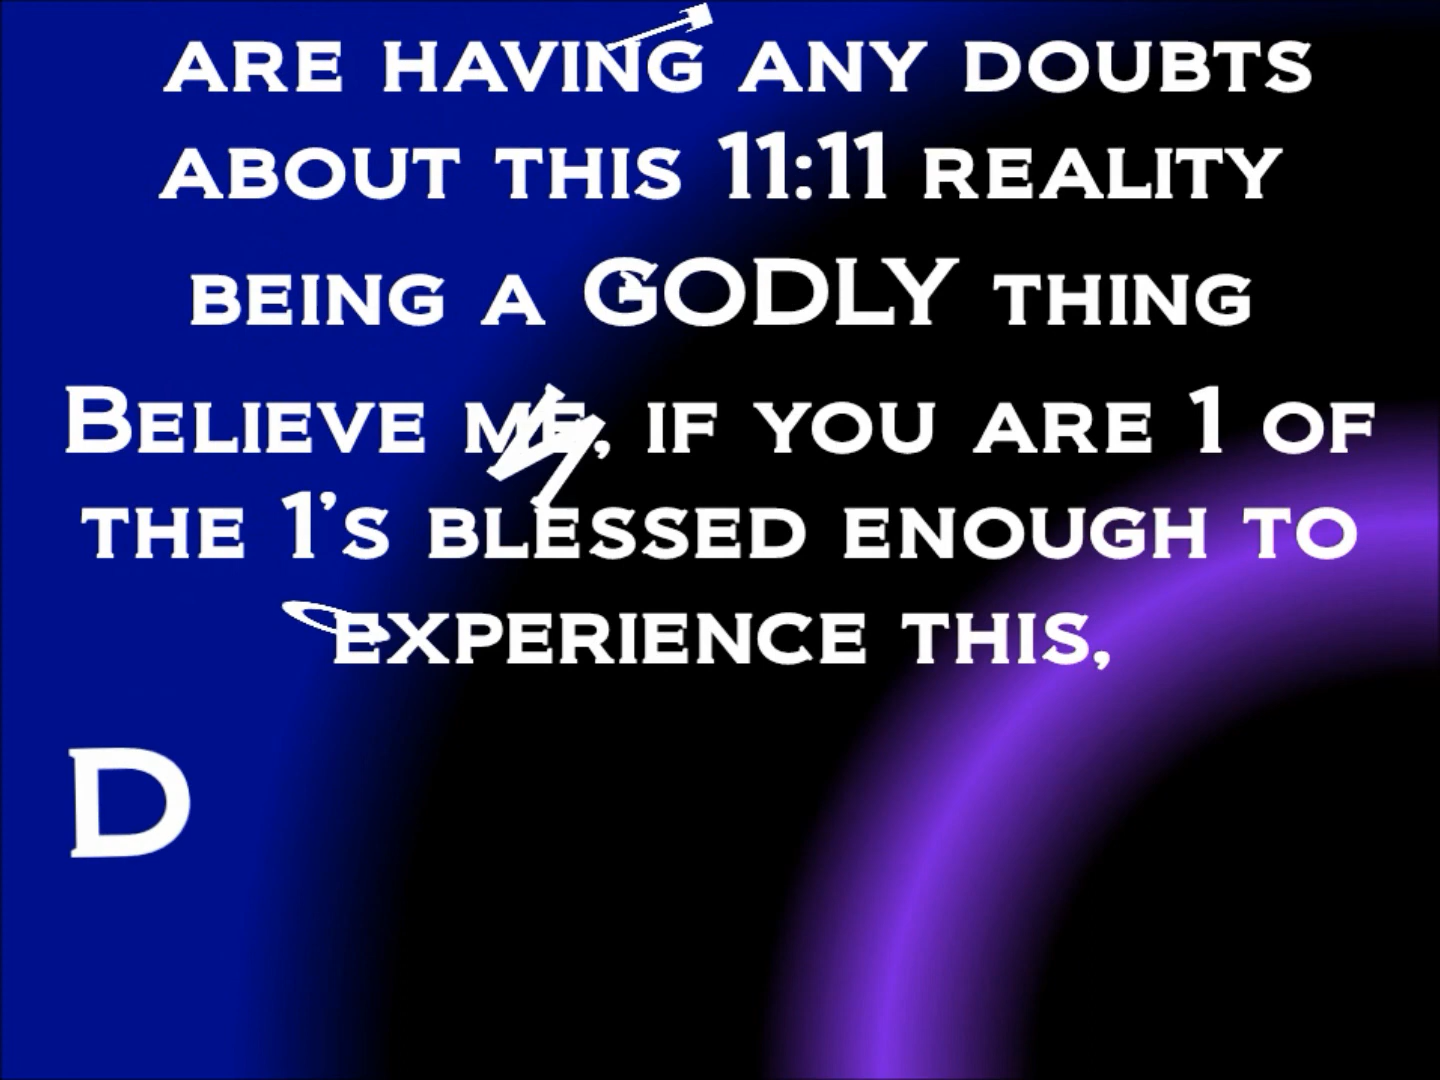 are having any doubts
about this 11:11 reality
being a GODLY thing
Believe me, if you are 1 of
the 1's blessed enough to
experience this,
D